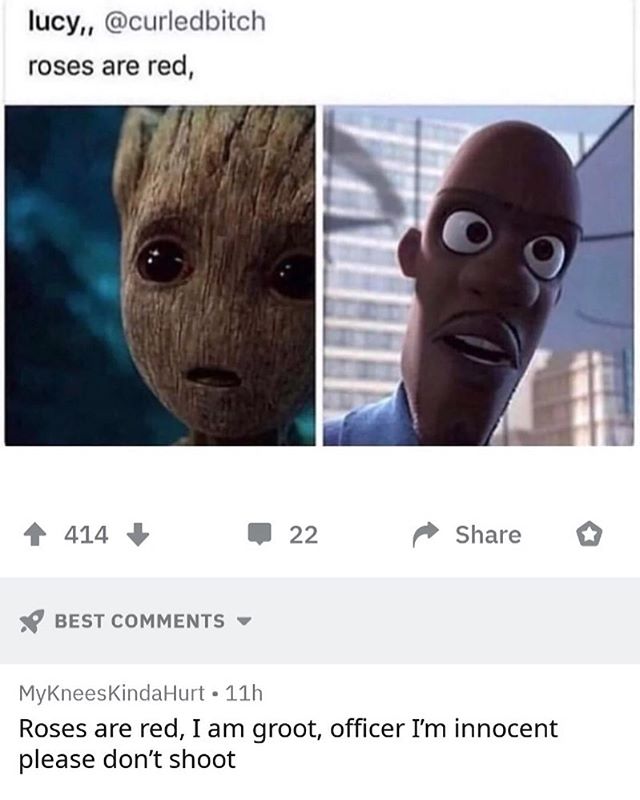 lucy,, @curledbitch
roses are red,
414
22
Share
BEST COMMENTS
MyKneesKindaHurt • 11h
Roses are red, I am groot, officer I’m innocent
please don’t shoot